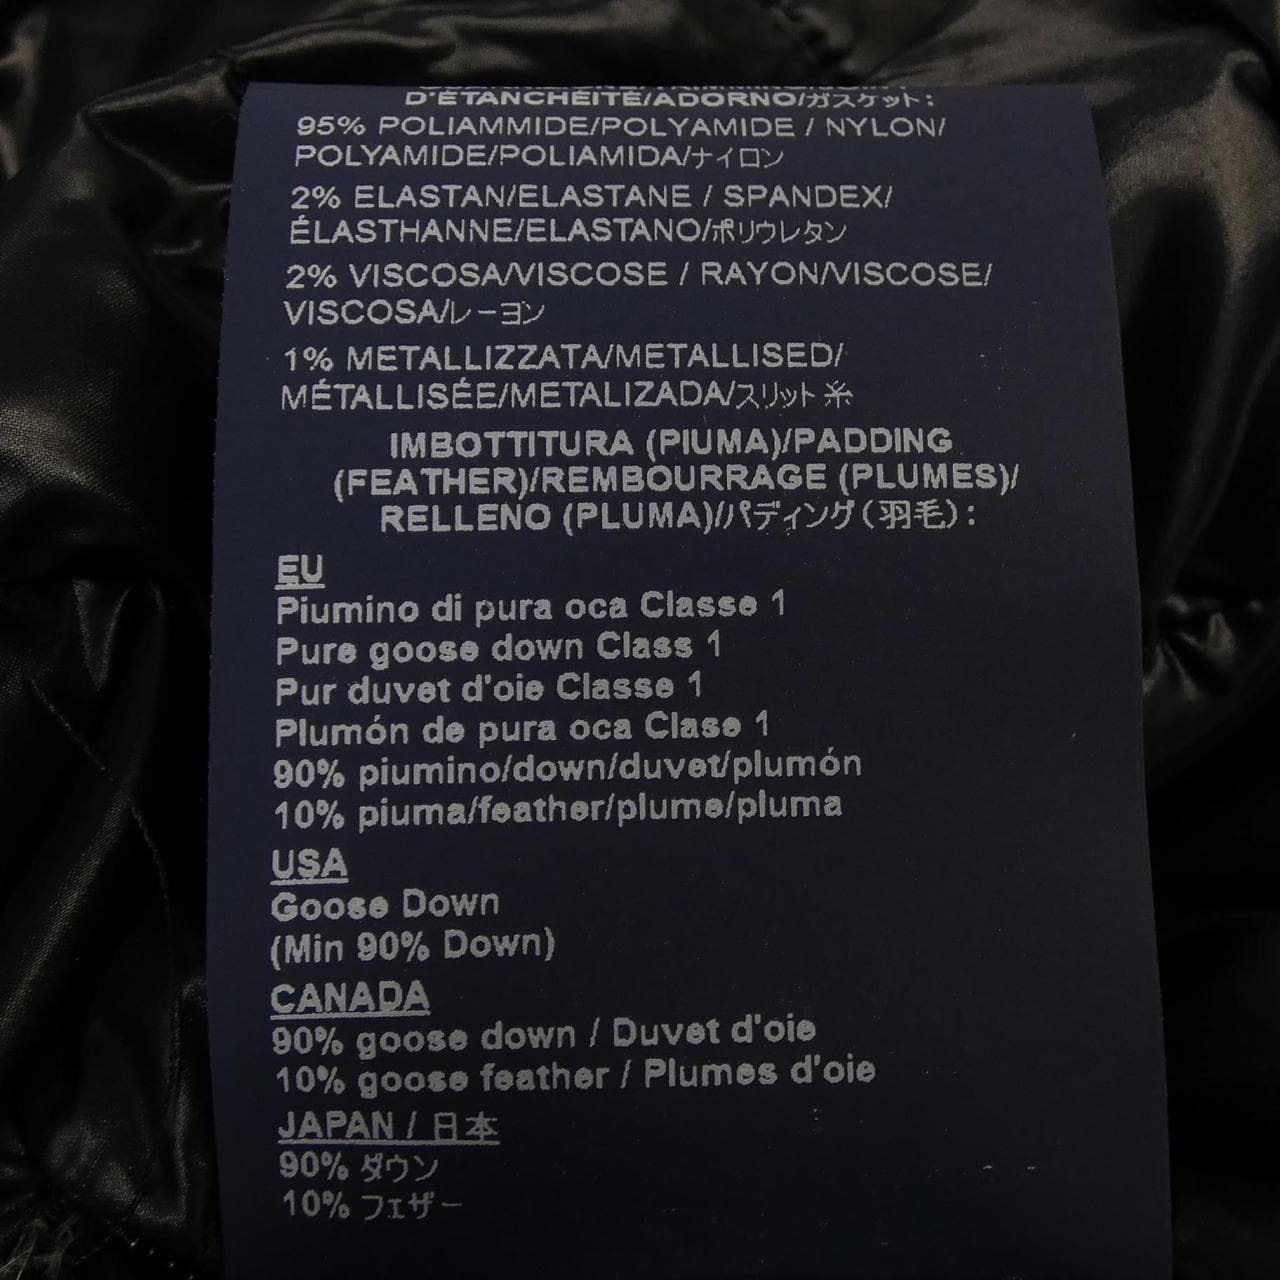 D'ÉTANCHÉITÉ/ADORNO/ガスケット:
95% POLIAMMIDE/POLYAMIDE / NYLON/
POLYAMIDE/POLIAMIDA/ナイロン
2% ELASTAN/ELASTANE / SPANDEX/
ÉLASTHANNE/ELASTANO/ポリウレタン
2% VISCOSA/VISCOSE / RAYON/VISCOSE/
VISCOSA/レーヨン
1% METALLIZZATA/METALLISED/
MÉTALLISÉE/METALIZADA/スリット糸
IMBOTTITURA (PIUMA)/PADDING
(FEATHER)/REMBOURRAGE (PLUMES)/
RELLENO (PLUMA)/パディング(羽毛):
EU
Piumino di pura oca Classe 1
Pure goose down Class 1
Pur duvet d'oie Classe 1
Plumón de pura oca Clase 1
90% piumino/down/duvet/plumón
10% piuma/feather/plume/pluma
USA
Goose Down
(Min 90% Down)
CANADA
90% goose down / Duvet d'oie
10% goose feather / Plumes d'oie
JAPAN / 日本
90% ダウン
10% フェザー